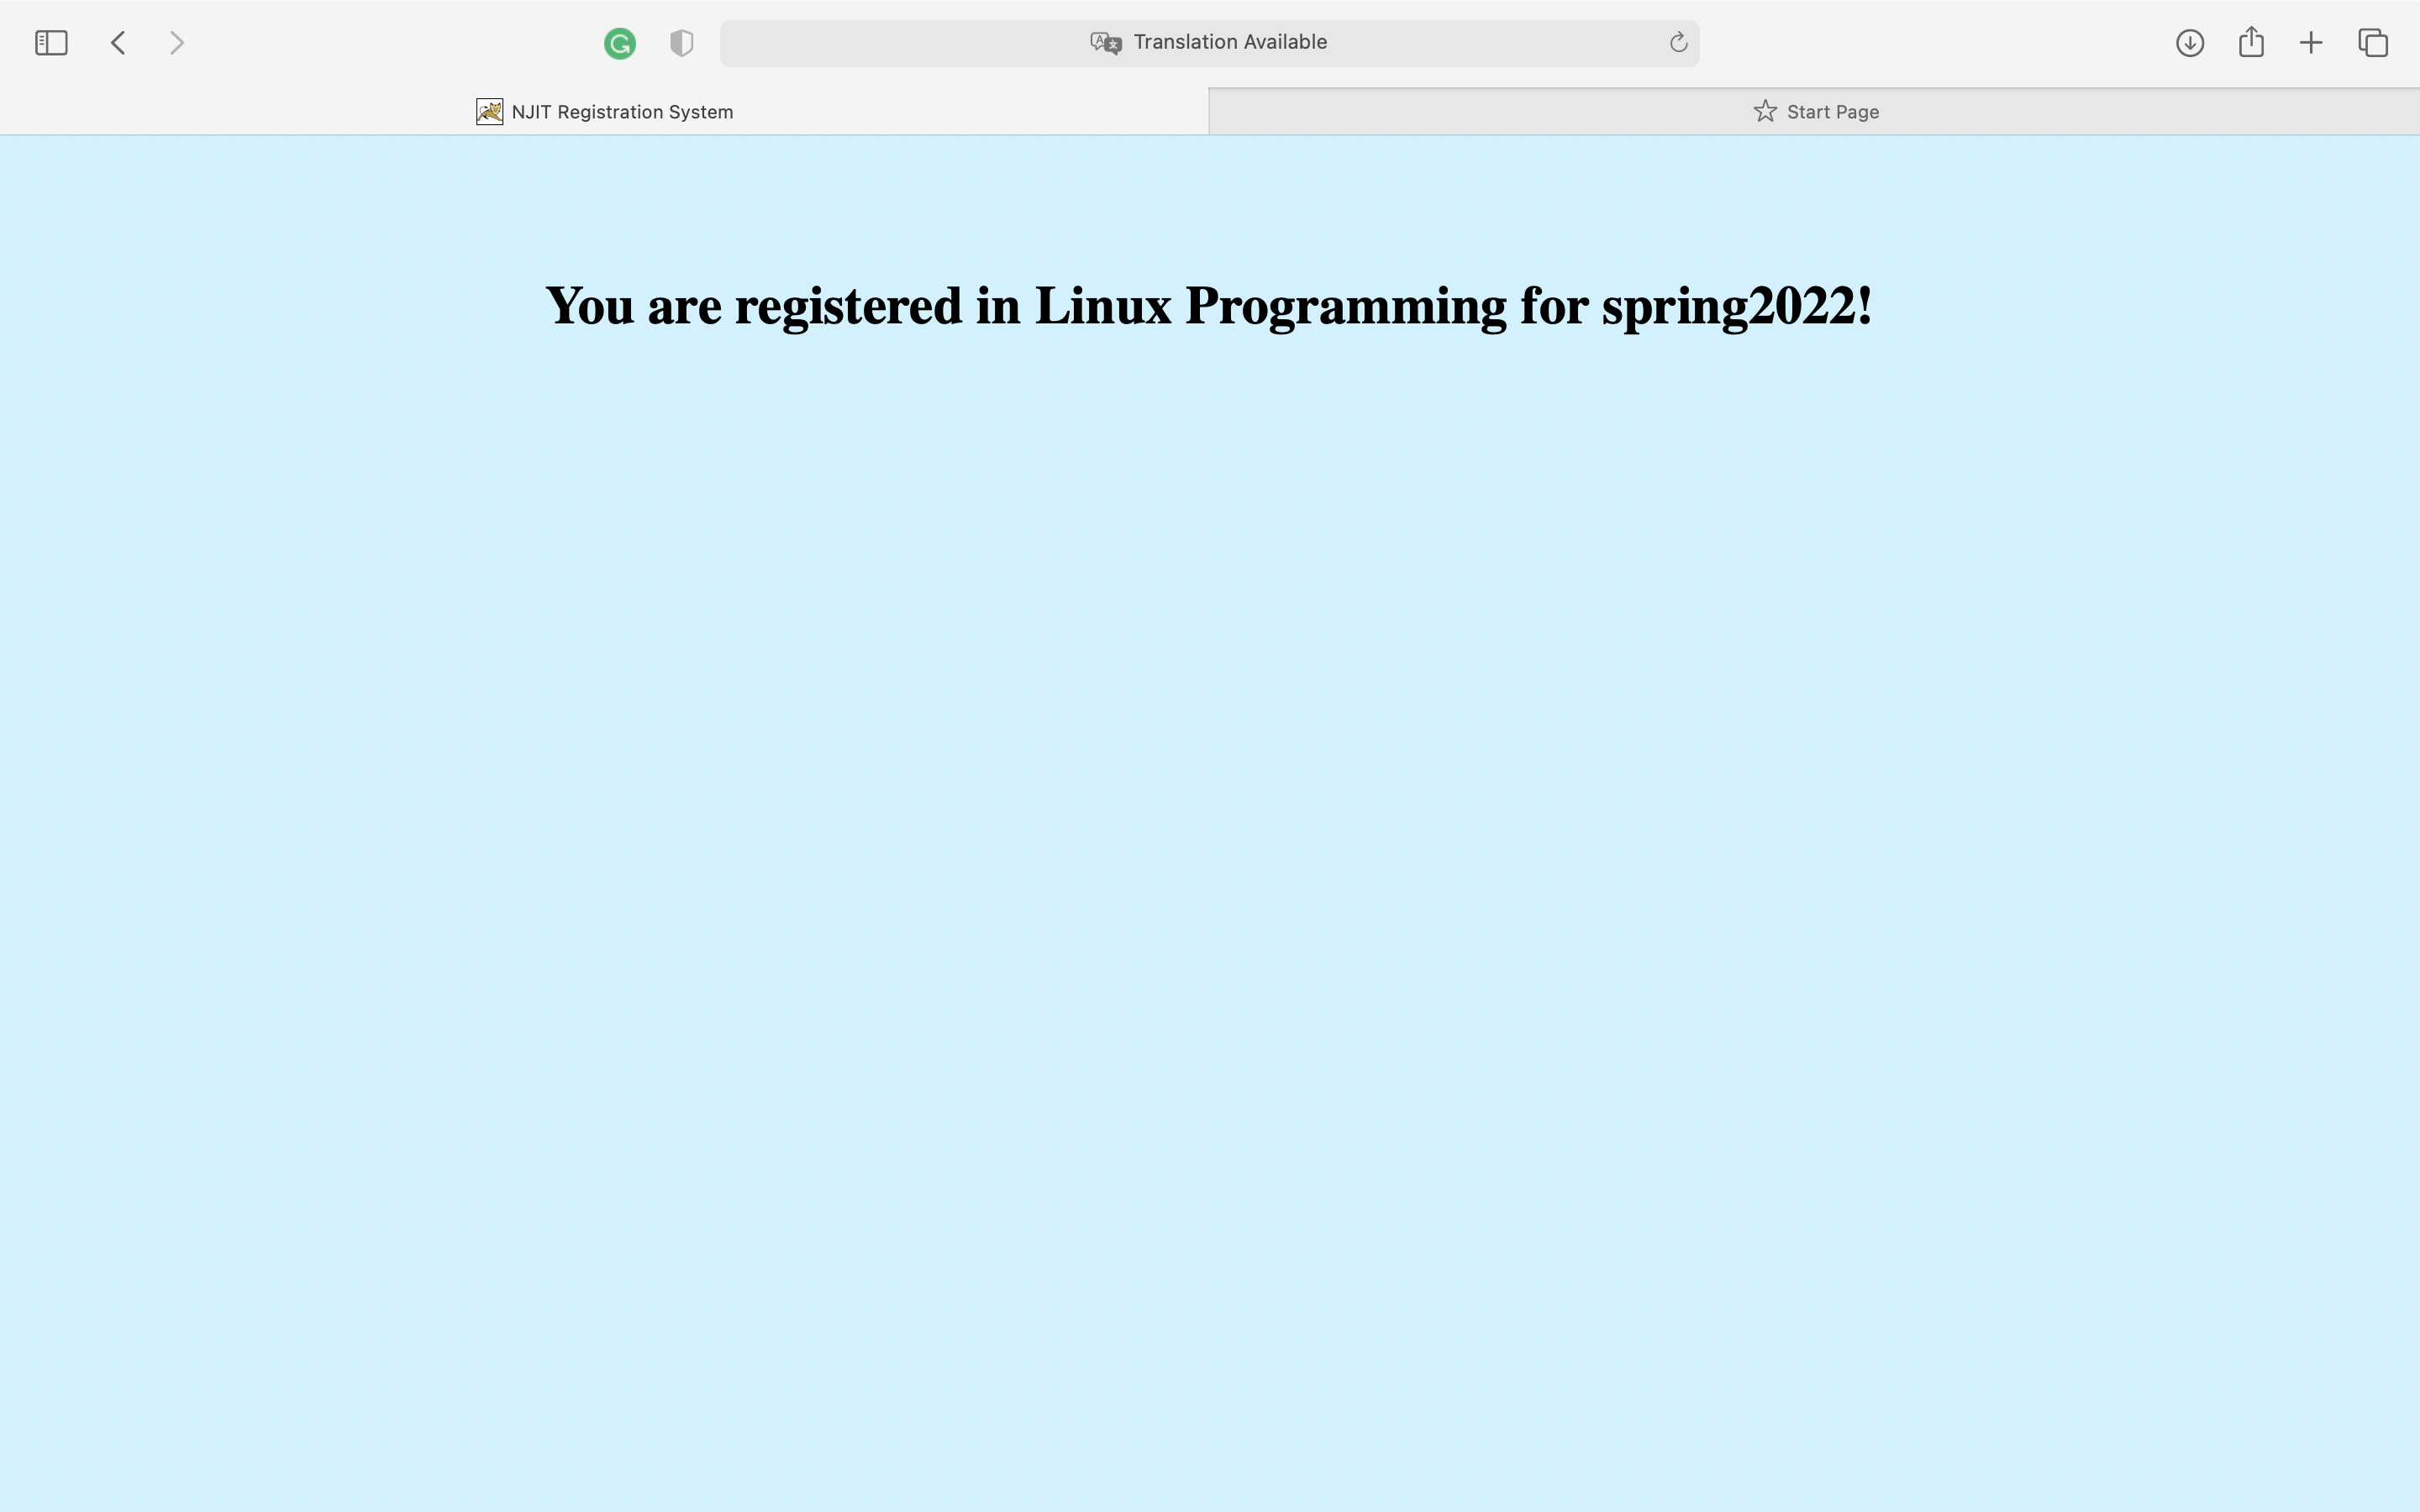 Translation Available
NJIT Registration System
Start Page
You are registered in Linux Programming for spring2022!